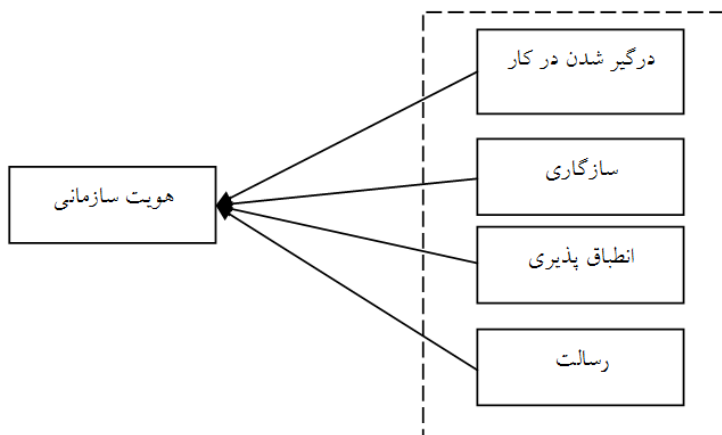 درگیر شدن در کار
سازگاری
هویت سازمانی
انطباق پذیری
رسالت